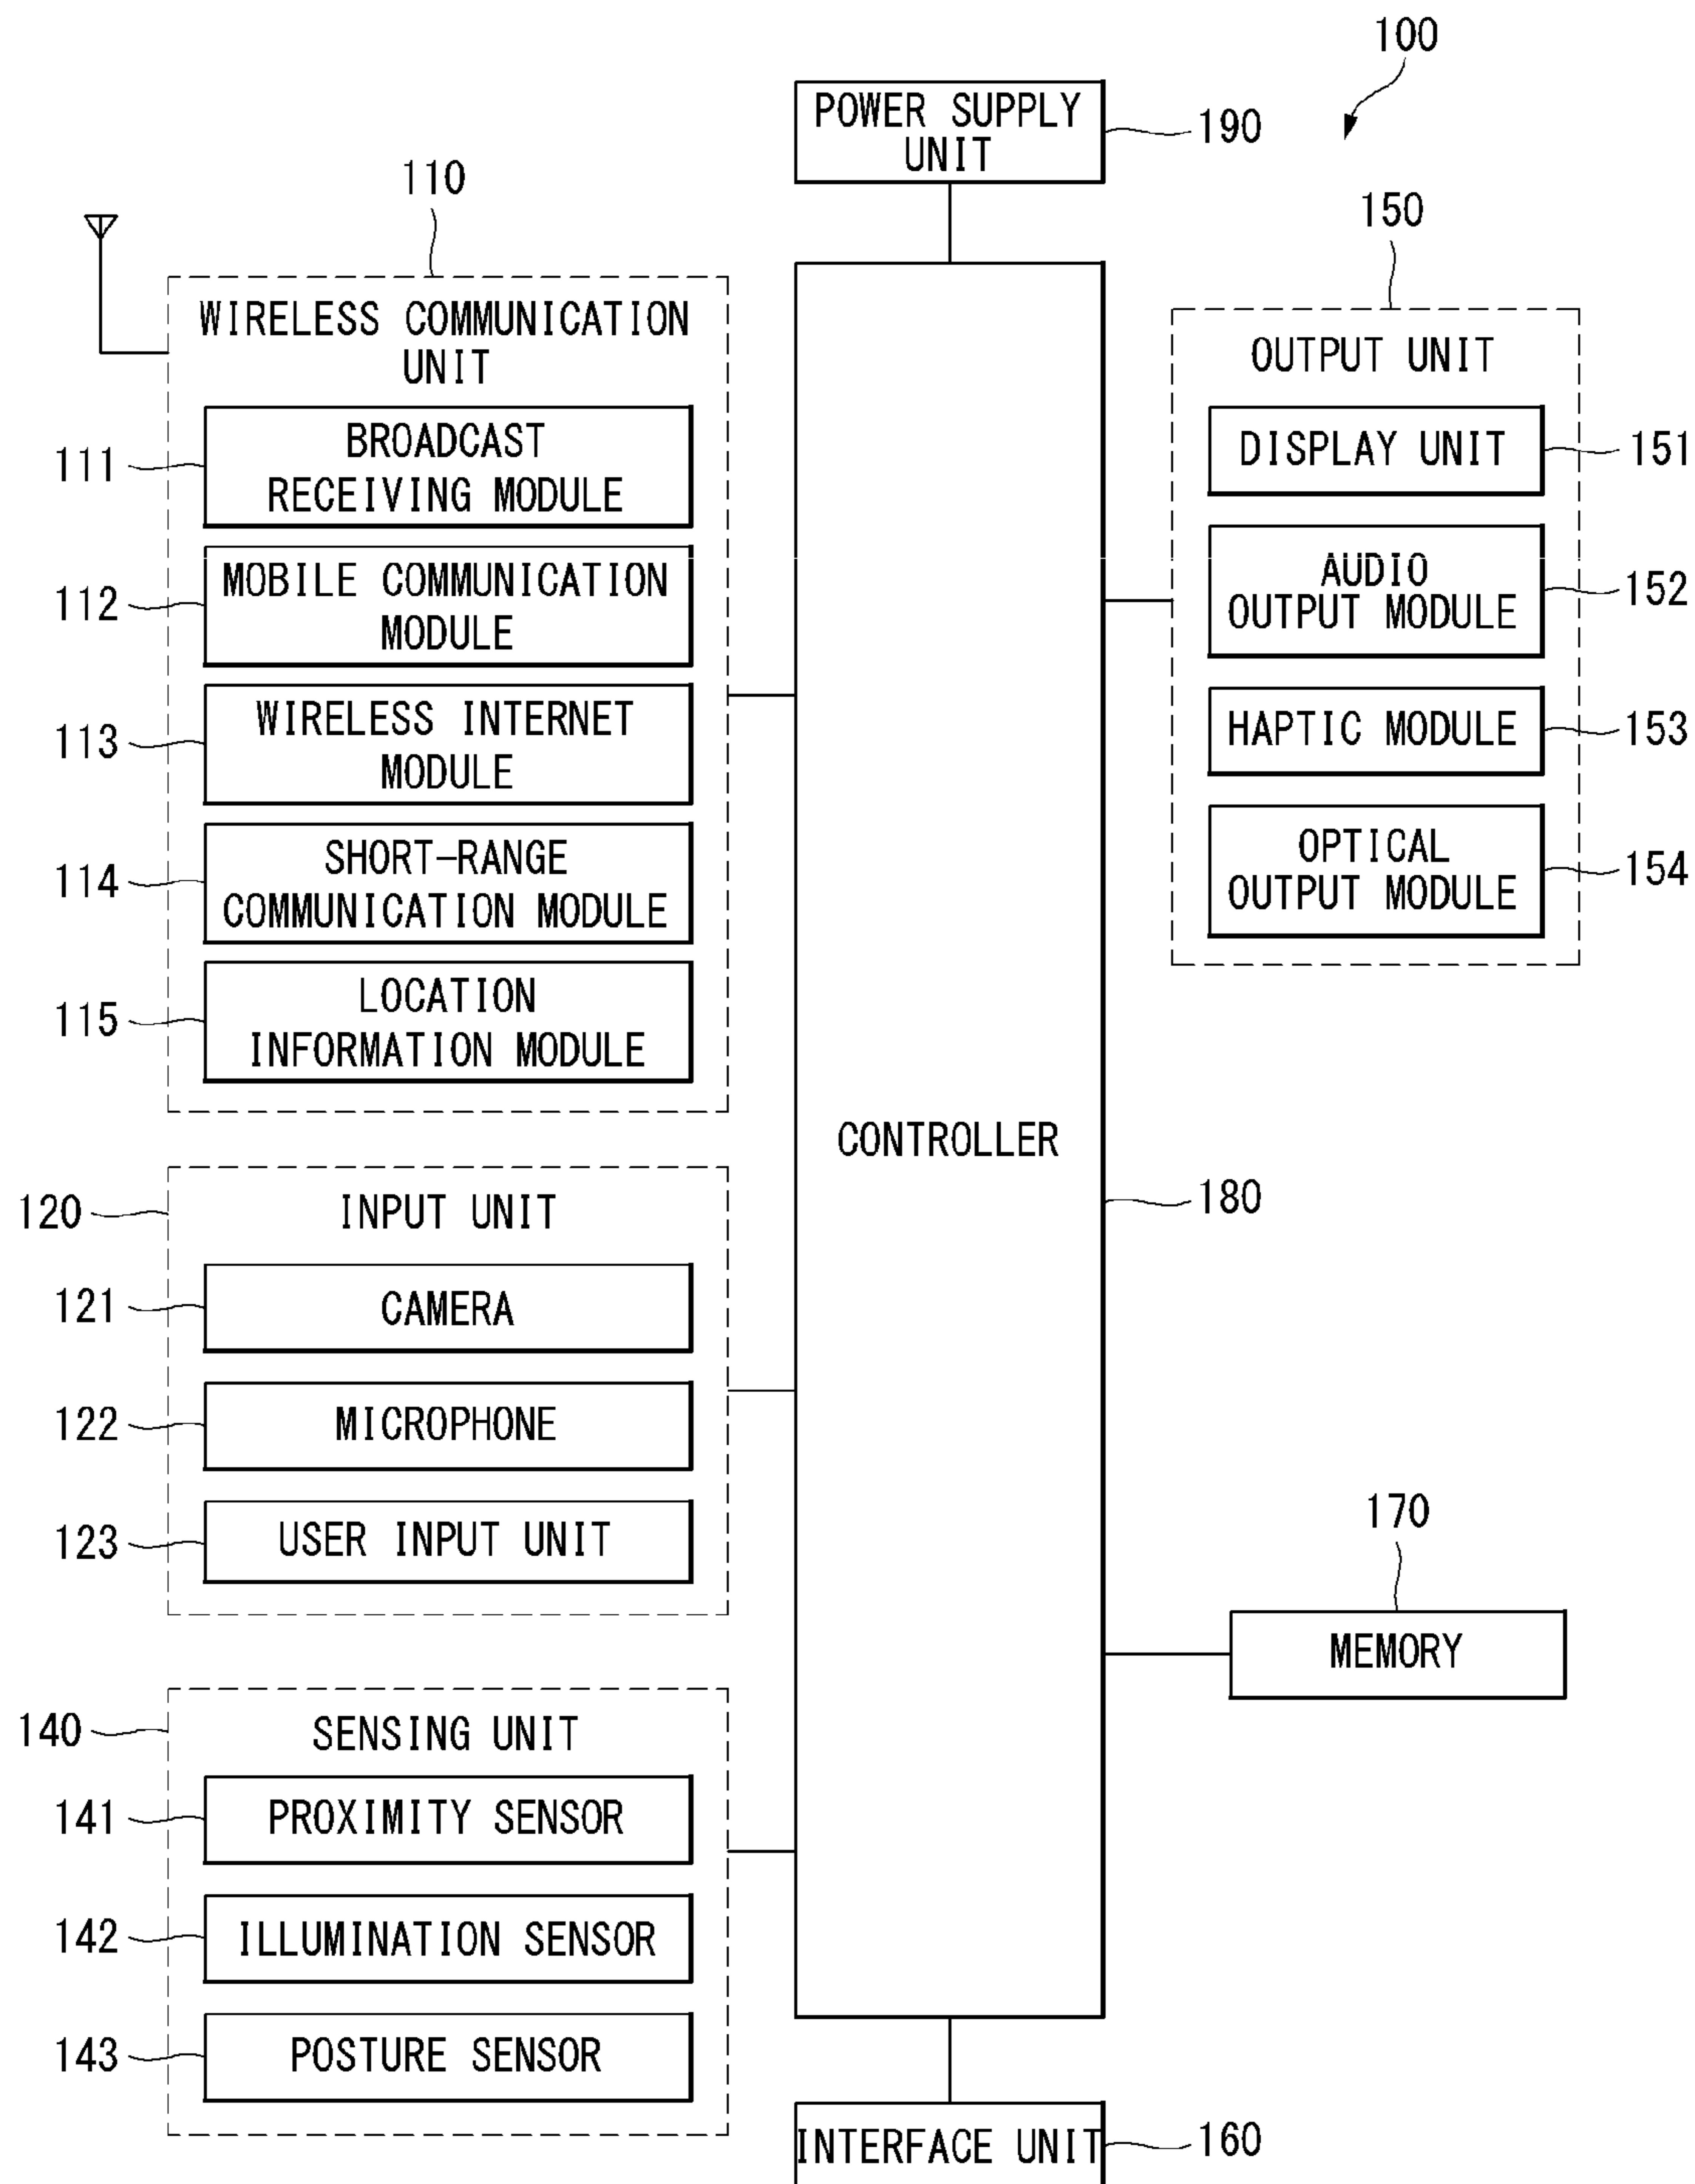 100
POWER SUPPLY
UNIT
190
110
150
WIRELESS COMMUNICATION
UNIT
111
BROADCAST
RECEIVING MODULE
112
MOBILE COMMUNICATION
MODULE
113
WIRELESS INTERNET
MODULE
114
SHORT-RANGE
COMMUNICATION MODULE
115
LOCATION
INFORMATION MODULE
OUTPUT UNIT
DISPLAY UNIT
151
AUDIO
OUTPUT MODULE
152
HAPTIC MODULE
153
OPTICAL
OUTPUT MODULE
154
CONTROLLER
180
120
INPUT UNIT
121
CAMERA
122
MICROPHONE
123
USER INPUT UNIT
170
MEMORY
140
SENSING UNIT
141
PROXIMITY SENSOR
142
ILLUMINATION SENSOR
143
POSTURE SENSOR
INTERFACE UNIT
160